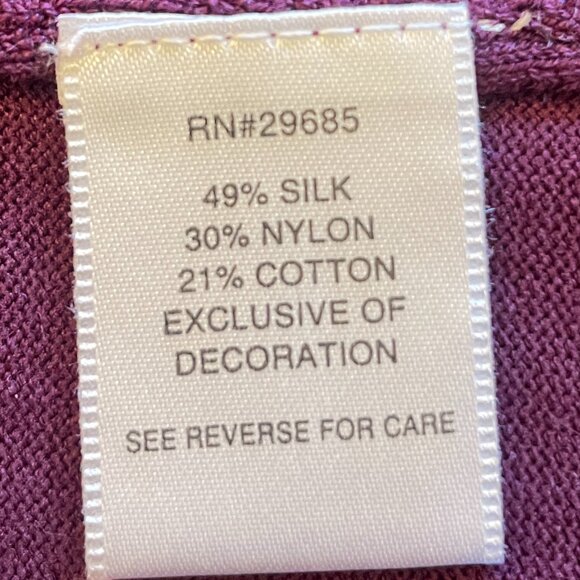 RN#29685
49% SILK
30% NYLON
21% COTTON
EXCLUSIVE OF
DECORATION
SEE REVERSE FOR CARE